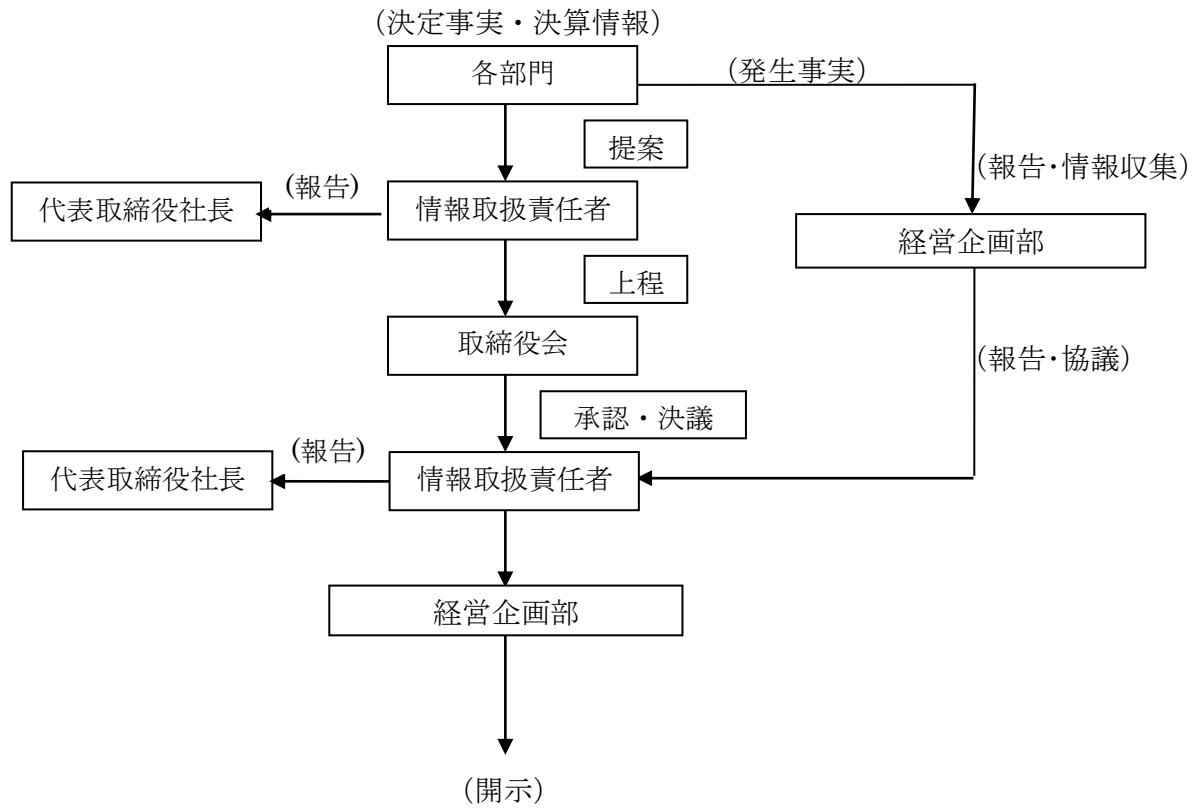 (決定事実・決算情報)
各部門
(発生事実)
提案
(報告・情報収集)
(報告)
代表取締役社長
情報取扱責任者
経営企画部
上程
取締役会
(報告・協議)
承認・決議
(報告)
代表取締役社長
情報取扱責任者
経営企画部
(開示)